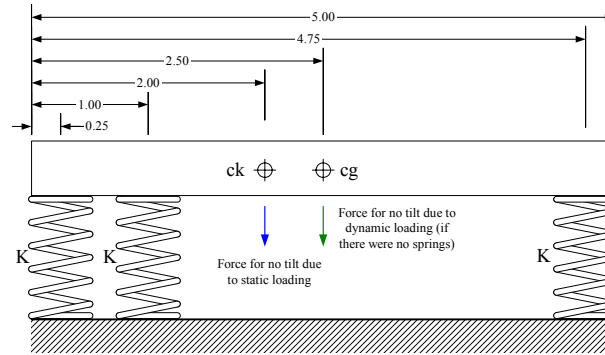 5.00
4.75
2.50
2.00
1.00
0.25
ck
cg
Force for no tilt due to
dynamic loading (if
there were no springs)
Force for no tilt due
to static loading
K
K
K